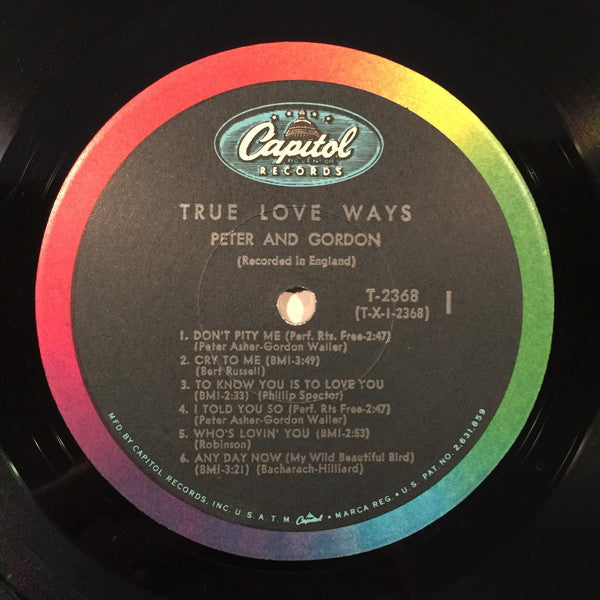 Capitol
RECORDS
TRUE LOVE WAYS
PETER AND GORDON
(Recorded in England)
T-2368
(T-X-1-2368)
1
1. DON'T PITY ME (Perf. Rts. Free-2:47)
(Peter Asher-Gordon Waller)
2. CRY TO ME (BMI-3:49)
(Bert Russell)
3. TO KNOW YOU IS TO LOVE YOU
(BMI-2:33) (Phillip Spector)
4. I TOLD YOU SO (Perf. Rts Free-2:47)
(Peter Asher-Gordon Waller)
5. WHO'S LOVIN' YOU (BMI-2:53)
(Robinson)
6. ANY DAY NOW (My Wild Beautiful Bird)
(BMI-3:21) (Bacharach-Hilliard)
MFD. BY CAPITOL RECORDS, INC. U. S. A. T. M. Capitol • MARCA REG. • U. S. PAT. NO. 2,631,859